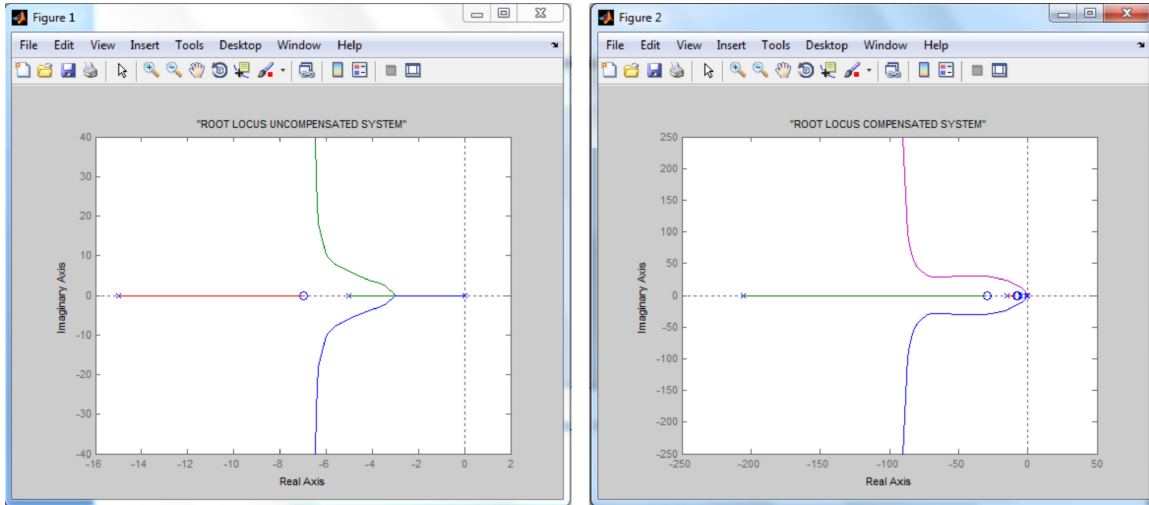 Figure 1
File Edit View Insert Tools Desktop Window Help
"ROOT LOCUS UNCOMPENSATED SYSTEM"
40
30
20
10
0
-10
-20
-30
-40
Imaginary Axis
-16 -14 -12 -10 -8 -6 -4 -2 0 2
Real Axis
Figure 2
File Edit View Insert Tools Desktop Window Help
"ROOT LOCUS COMPENSATED SYSTEM"
250
200
150
100
50
0
-50
-100
-150
-200
-250
Imaginary Axis
-250 -200 -150 -100 -50 0 50
Real Axis